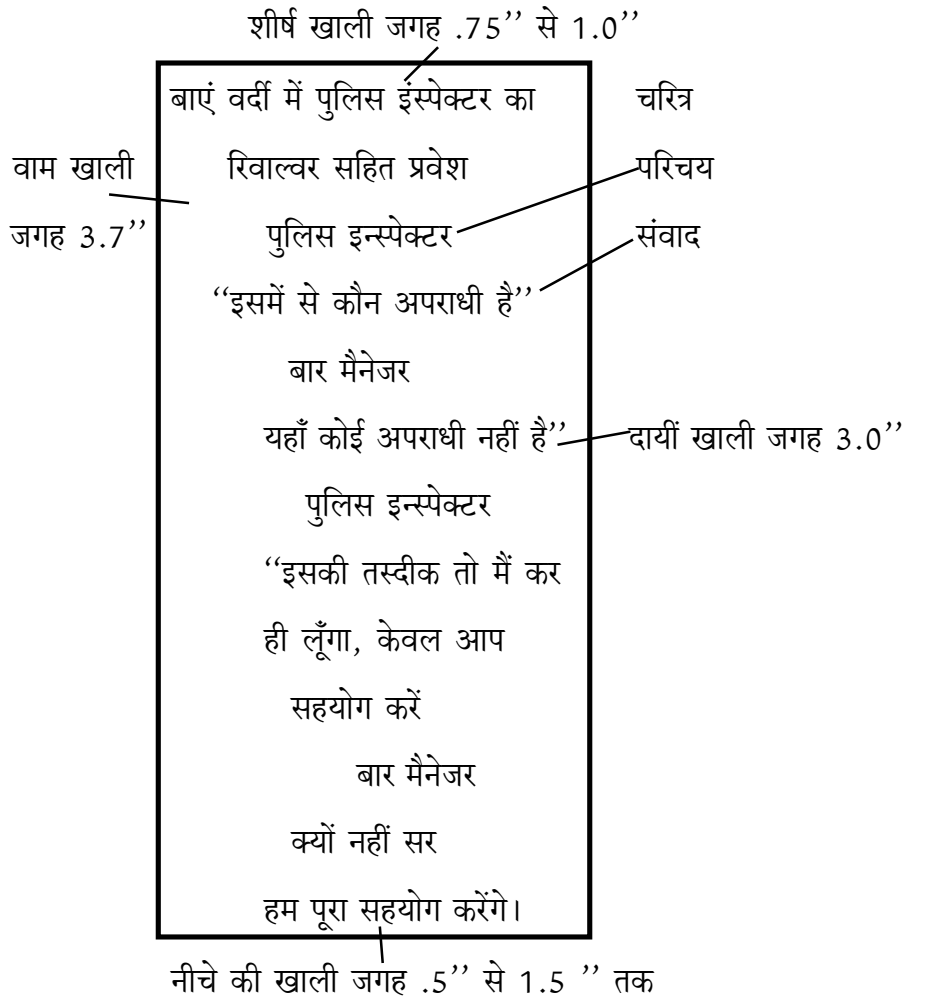 शीर्ष खाली जगह .75’’ से 1.0’’
बाएं वर्दी में पुलिस इंस्पेक्टर का
चरित्र
वाम खाली
रिवाल्वर सहित प्रवेश
परिचय
जगह 3.7’’
पुलिस इन्स्पेक्टर
संवाद
‘‘इसमें से कौन अपराधी है’’
बार मैनेजर
यहाँ कोई अपराधी नहीं है’’
दायीं खाली जगह 3.0’’
पुलिस इन्स्पेक्टर
‘‘इसकी तस्दीक तो मैं कर
ही लूँगा, केवल आप
सहयोग करें
बार मैनेजर
क्यों नहीं सर
हम पूरा सहयोग करेंगे।
नीचे की खाली जगह .5’’ से 1.5 ’’ तक